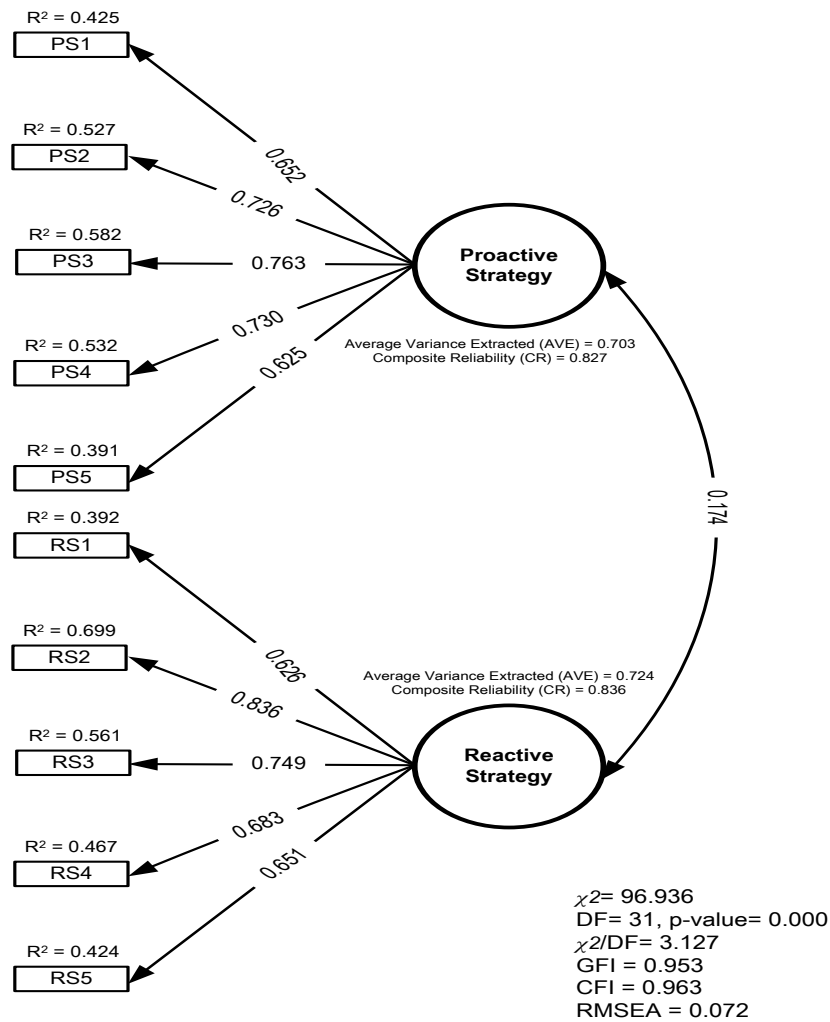 R² = 0.425
PS1
R² = 0.527
PS2
R² = 0.582
PS3
R² = 0.532
PS4
R² = 0.391
PS5
0.652
0.726
0.763
0.730
0.625
Proactive
Strategy
Average Variance Extracted (AVE) = 0.703
Composite Reliability (CR) = 0.827
0.174
R² = 0.392
RS1
R² = 0.699
RS2
R² = 0.561
RS3
R² = 0.467
RS4
R² = 0.424
RS5
0.626
0.836
0.749
0.683
0.651
Average Variance Extracted (AVE) = 0.724
Composite Reliability (CR) = 0.836
Reactive
Strategy
χ2= 96.936
DF= 31, p-value= 0.000
χ2/DF= 3.127
GFI = 0.953
CFI = 0.963
RMSEA = 0.072